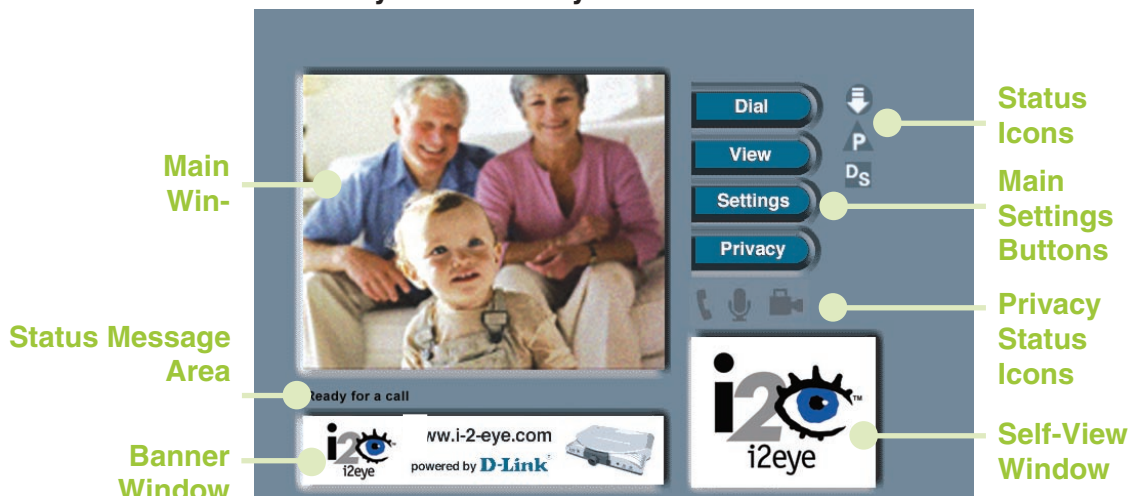 Main
Win-
Status Message
Area
Banner
Window
Dial
View
Settings
Privacy
P
DS
Ready for a call
i2
i2eye
ww.i-2-eye.com
powered by D-Link
i2
TM
i2eye
Status
Icons
Main
Settings
Buttons
Privacy
Status
Icons
Self-View
Window